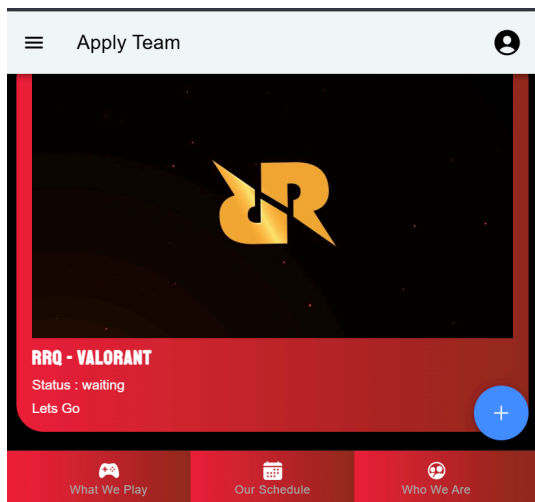 Apply Team
RRQ - VALORANT
Status : waiting
Lets Go
What We Play
Our Schedule
Who We Are